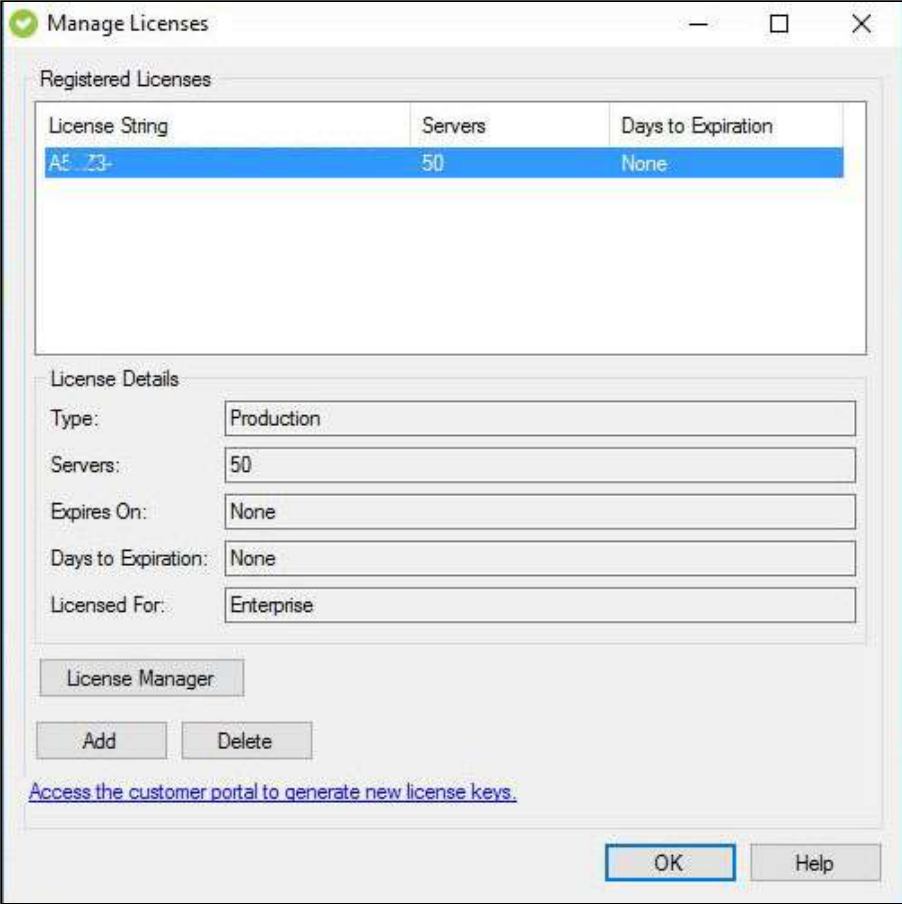 Manage Licenses
Registered Licenses
License String Servers Days to Expiration
50 None
License Details
Type: Production
Servers: 50
Expires On: None
Days to Expiration: None
Licensed For: Enterprise
License Manager
Add Delete
Access the customer portal to generate new license keys.
OK Help